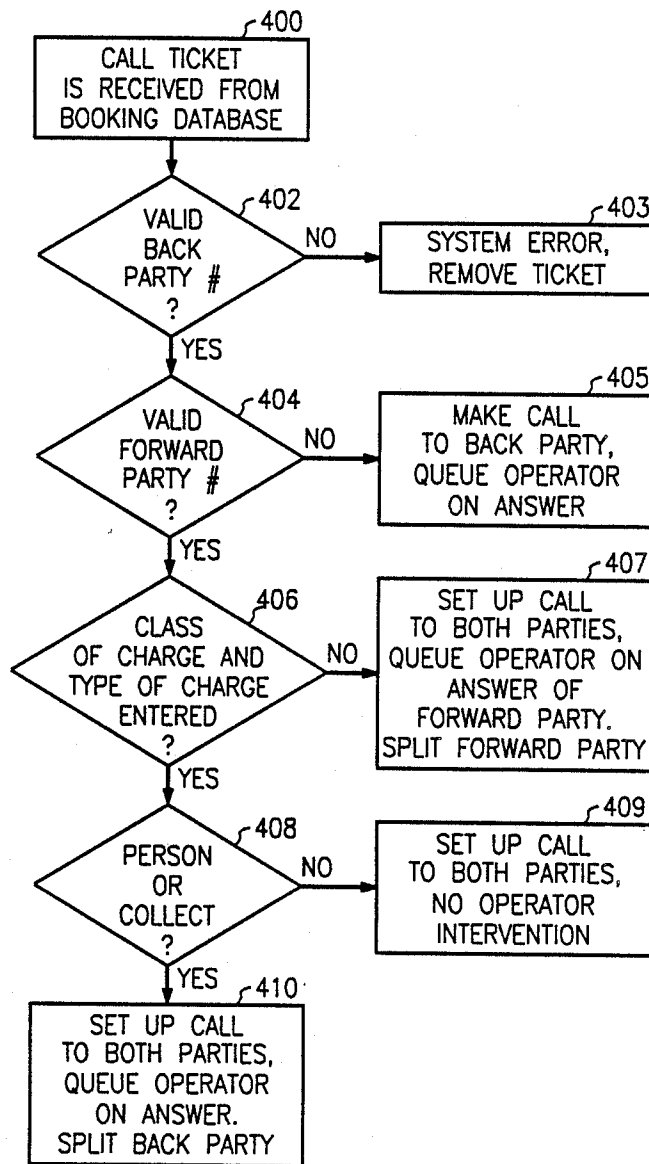 400
CALL TICKET
IS RECEIVED FROM
BOOKING DATABASE
402
VALID
BACK
PARTY #
?
NO
403
SYSTEM ERROR,
REMOVE TICKET
YES
404
VALID
FORWARD
PARTY #
?
NO
405
MAKE CALL
TO BACK PARTY,
QUEUE OPERATOR
ON ANSWER
YES
406
CLASS
OF CHARGE AND
TYPE OF CHARGE
ENTERED
?
NO
407
SET UP CALL
TO BOTH PARTIES,
QUEUE OPERATOR ON
ANSWER OF
FORWARD PARTY.
SPLIT FORWARD PARTY
YES
408
PERSON
OR
COLLECT
?
NO
409
SET UP CALL
TO BOTH PARTIES,
NO OPERATOR
INTERVENTION
YES
410
SET UP CALL
TO BOTH PARTIES,
QUEUE OPERATOR
ON ANSWER.
SPLIT BACK PARTY